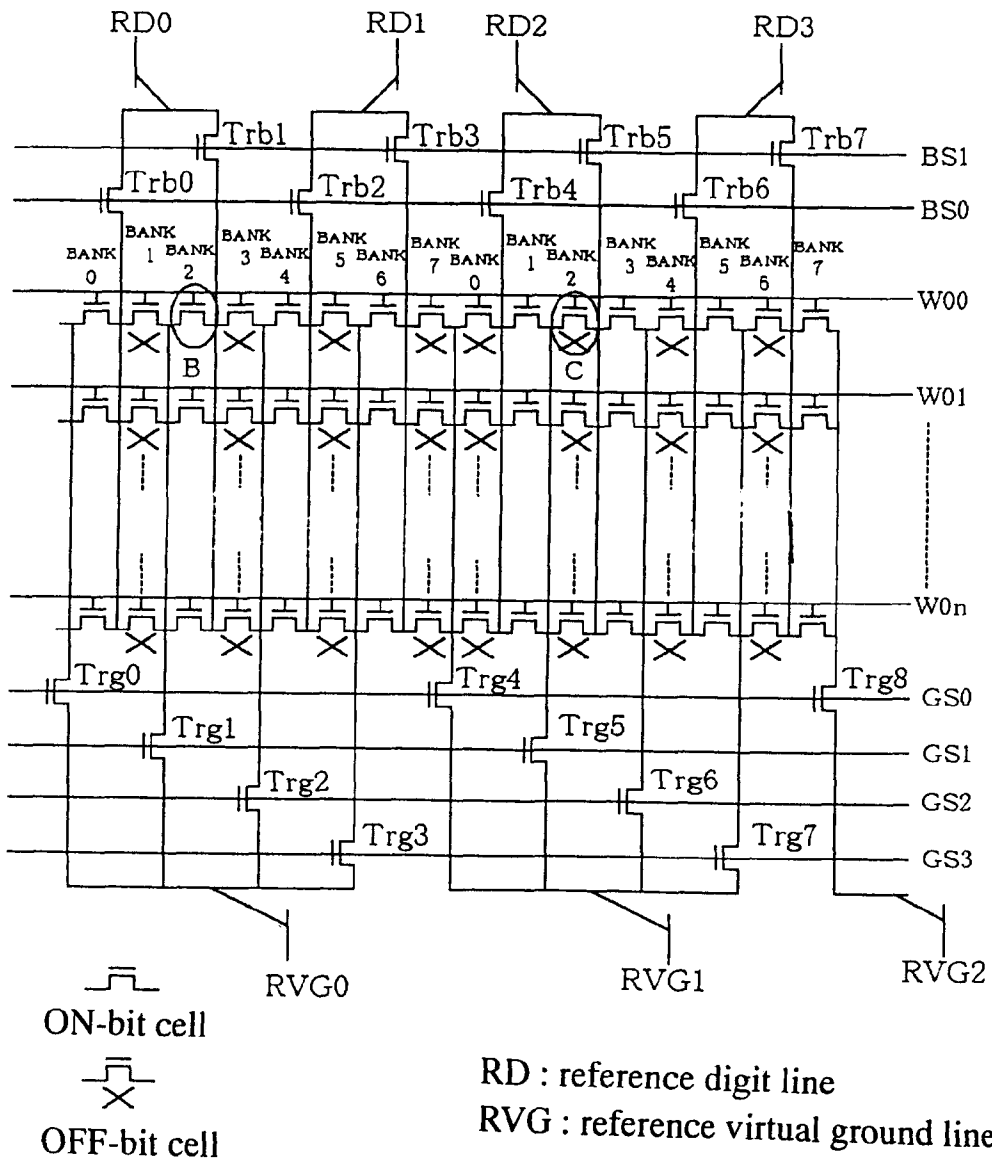 RD0 RD1 RD2 RD3
Trb1 Trb3 Trb5 Trb7 BS1
Trb0 Trb2 Trb4 Trb6 BS0
BANK 0 BANK 1 BANK 2 BANK 3 BANK 4 BANK 5 BANK 6 BANK 7 BANK 0 BANK 1 BANK 2 BANK 3 BANK 4 BANK 5 BANK 6 BANK 7
W00
B C
W01
W0n
Trg0 Trg4 Trg8 GS0
Trg1 Trg5 GS1
Trg2 Trg6 GS2
Trg3 Trg7 GS3
RVG0 RVG1 RVG2
ON-bit cell
OFF-bit cell
RD : reference digit line
RVG : reference virtual ground line